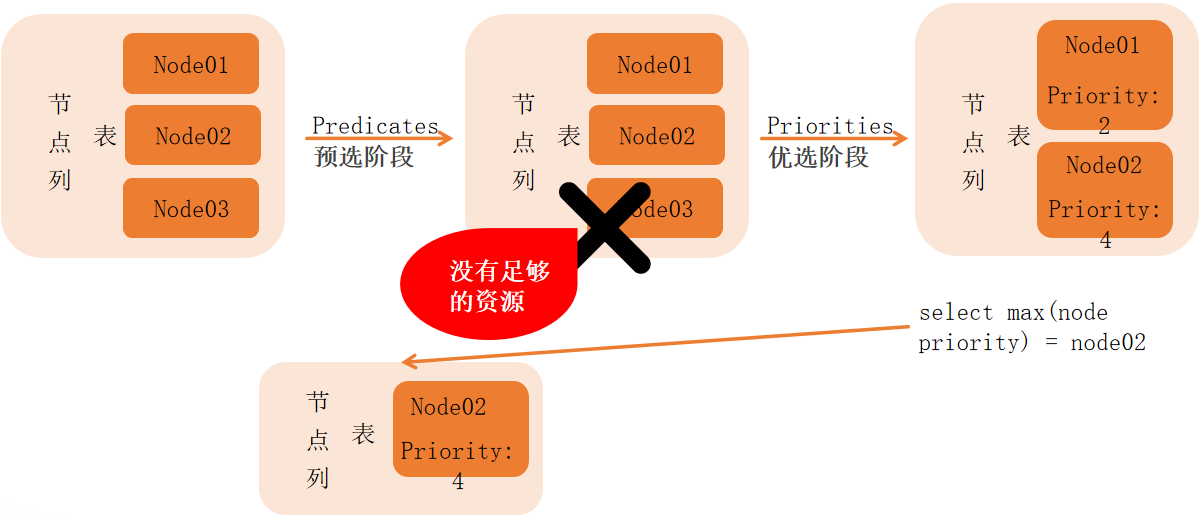 节点列表
Node01
Node02
Node03
Predicates
预选阶段
节点列表
Node01
Node02
Node03
没有足够
的资源
Priorities
优选阶段
节点列表
Node01
Priority:
2
Node02
Priority:
4
select max(node
priority) = node02
节点列表
Node02
Priority:
4